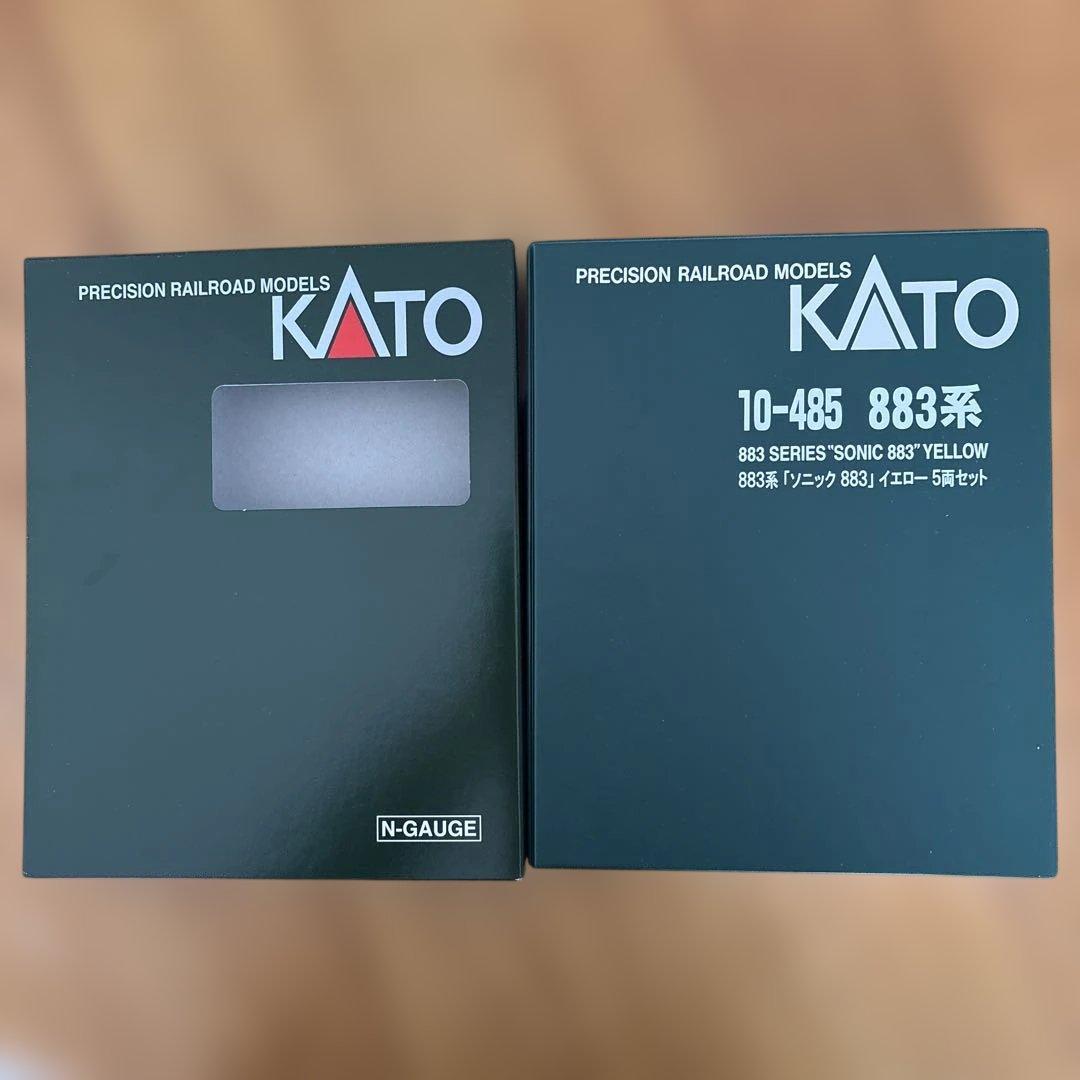 PRECISION RAILROAD MODELS
KATO
N-GAUGE
PRECISION RAILROAD MODELS
KATO
10-485 883系
883 SERIES "SONIC 883" YELLOW
883系「ソニック 883」イエロー 5両セット